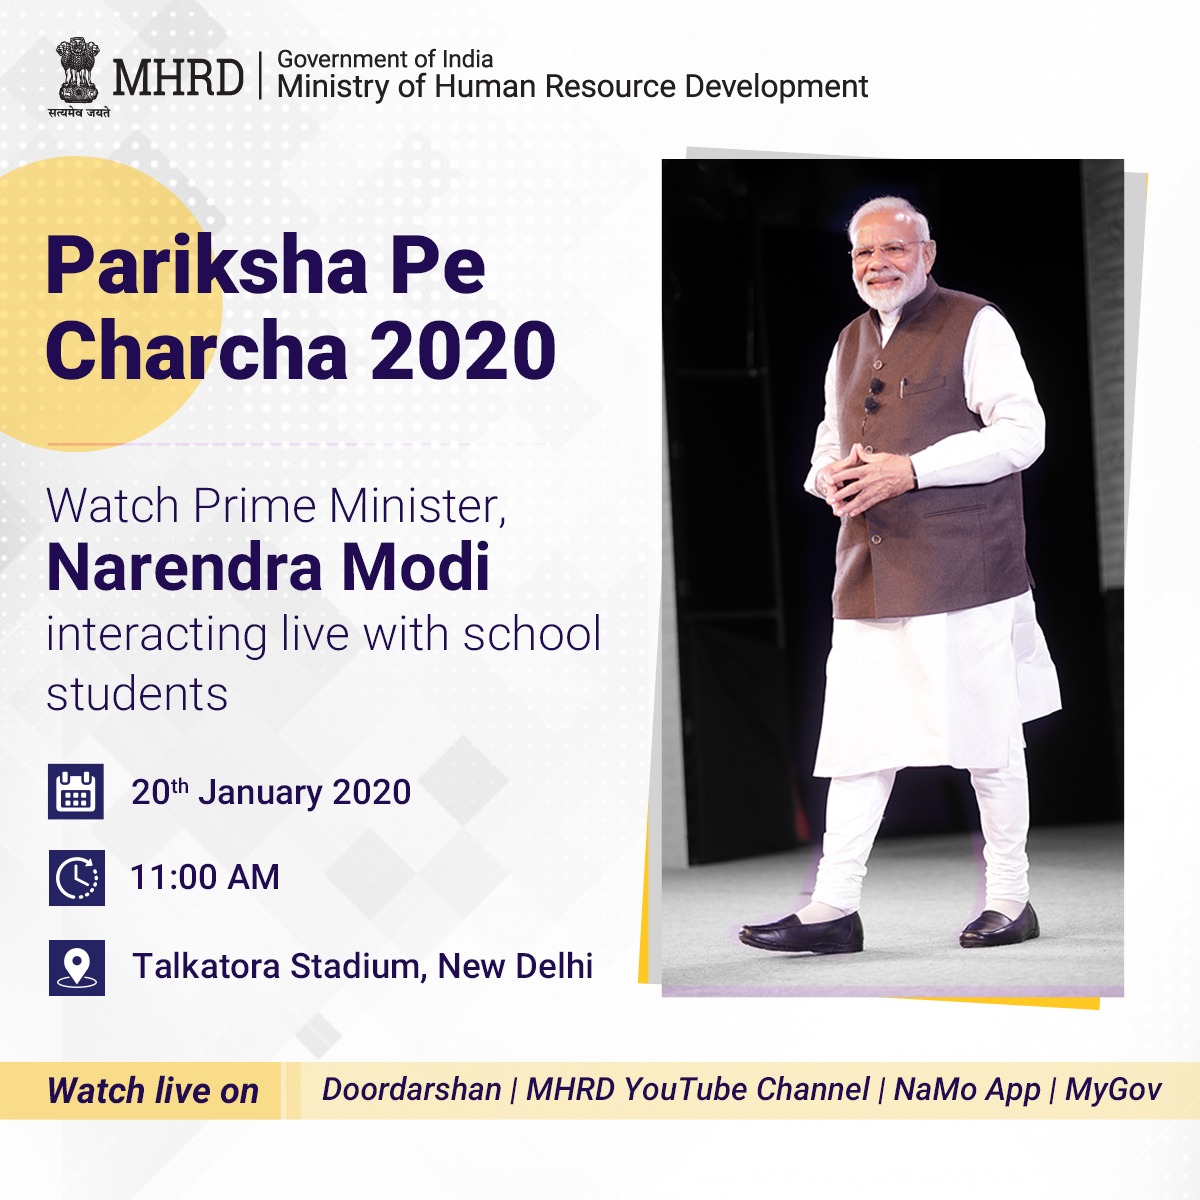 सत्यमेव जयते
MHRD
Government of India
Ministry of Human Resource Development
Pariksha Pe
Charcha 2020
Watch Prime Minister,
Narendra Modi
interacting live with school
students
20th January 2020
11:00 AM
Talkatora Stadium, New Delhi
Watch live on
Doordarshan | MHRD YouTube Channel | NaMo App | MyGov